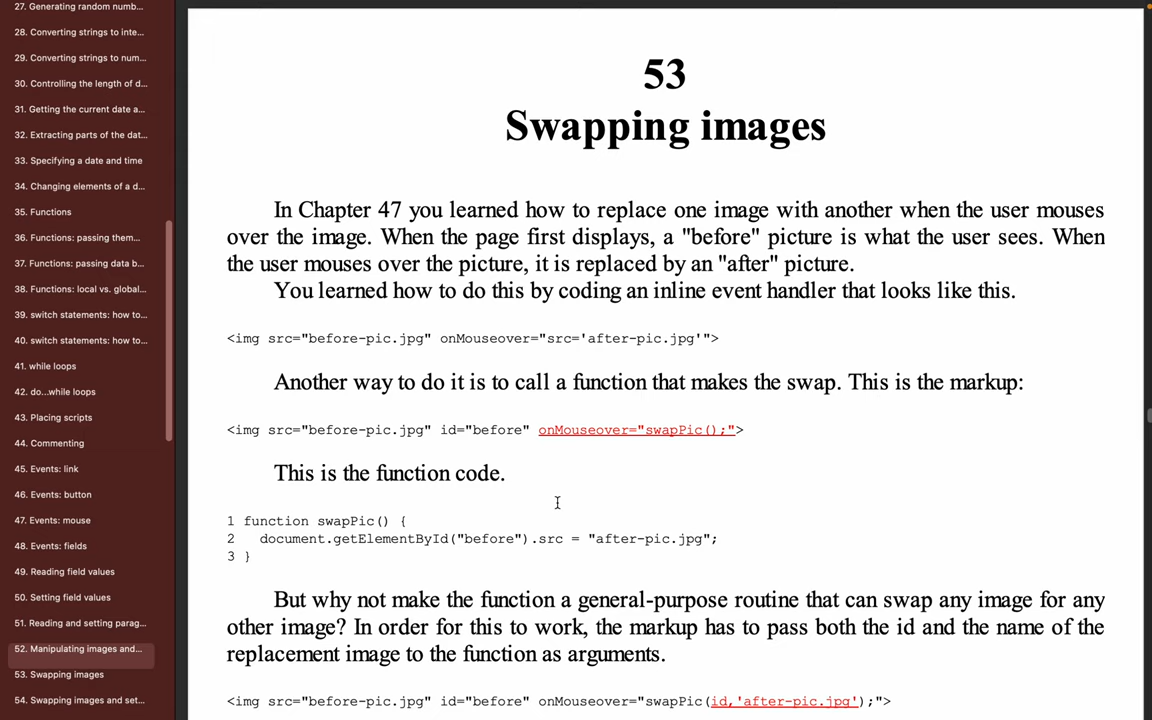 27. Generating random numb...
28. Converting strings to inte...
29. Converting strings to num...
30. Controlling the length of d...
31. Getting the current date a...
32. Extracting parts of the dat...
33. Specifying a date and time
34. Changing elements of a d...
35. Functions
36. Functions: passing them...
37. Functions: passing data b...
38. Functions: local vs. global...
39. switch statements: how to...
40. switch statements: how to...
41. while loops
42. do...while loops
43. Placing scripts
44. Commenting
45. Events: link
46. Events: button
47. Events: mouse
48. Events: fields
49. Reading field values
50. Setting field values
51. Reading and setting parag...
52. Manipulating images and...
53. Swapping images
54. Swapping images and set...
53
Swapping images
In Chapter 47 you learned how to replace one image with another when the user mouses
over the image. When the page first displays, a "before" picture is what the user sees. When
the user mouses over the picture, it is replaced by an "after" picture.
You learned how to do this by coding an inline event handler that looks like this.
<img src="before-pic.jpg" onMouseover="src='after-pic.jpg'">
Another way to do it is to call a function that makes the swap. This is the markup:
<img src="before-pic.jpg" id="before" onMouseover="swapPic();">
This is the function code.
1 function swapPic() {
2   document.getElementById("before").src = "after-pic.jpg";
3 }
But why not make the function a general-purpose routine that can swap any image for any
other image? In order for this to work, the markup has to pass both the id and the name of the
replacement image to the function as arguments.
<img src="before-pic.jpg" id="before" onMouseover="swapPic(id,'after-pic.jpg');">